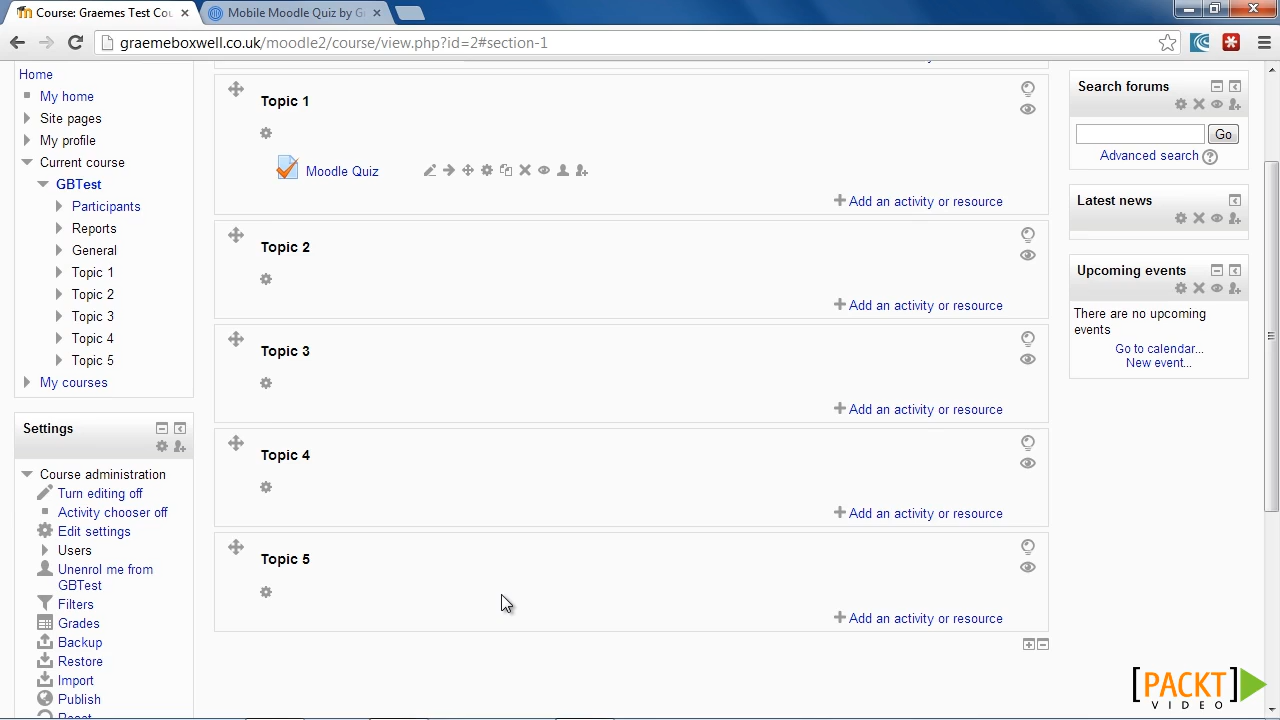 Course: Graemes Test Cou
Mobile Moodle Quiz by G
graemeboxwell.co.uk/moodle2/course/view.php?id=2#section-1
Home
My home
Site pages
My profile
Current course
GBTest
Participants
Reports
General
Topic 1
Topic 2
Topic 3
Topic 4
Topic 5
My courses
Settings
Course administration
Turn editing off
Activity chooser off
Edit settings
Users
Unenrol me from
GBTest
Filters
Grades
Backup
Restore
Import
Publish
Reset
Topic 1
Moodle Quiz
Add an activity or resource
Topic 2
Add an activity or resource
Topic 3
Add an activity or resource
Topic 4
Add an activity or resource
Topic 5
Add an activity or resource
Search forums
Go
Advanced search
Latest news
Upcoming events
There are no upcoming
events
Go to calendar...
New event...
[PACKT]
VIDEO